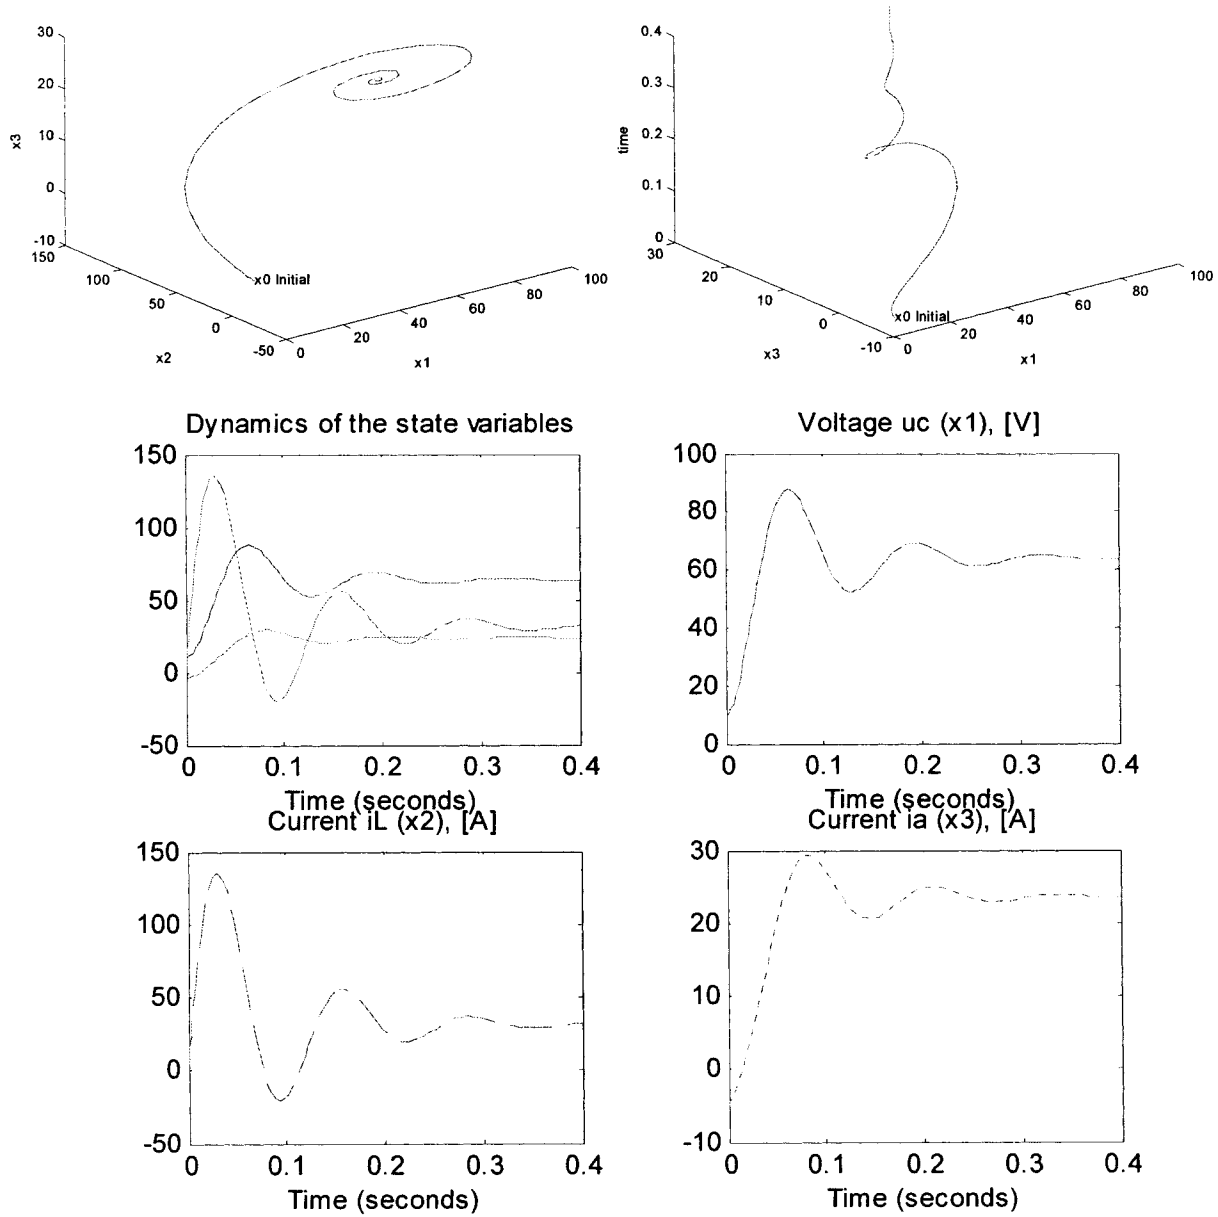 30
20
10
0
-10
x3
150
100
50
0
-50
x2
0
20
40
60
80
100
x1
x0 Initial
0.4
0.3
0.2
0.1
0
time
30
20
10
0
-10
x3
0
20
40
60
80
100
x1
x0 Initial
Dynamics of the state variables
150
100
50
0
-50
0 0.1 0.2 0.3 0.4
Time (seconds)
Voltage uc (x1), [V]
100
80
60
40
20
0
0 0.1 0.2 0.3 0.4
Time (seconds)
Current iL (x2), [A]
150
100
50
0
-50
0 0.1 0.2 0.3 0.4
Time (seconds)
Current ia (x3), [A]
30
20
10
0
-10
0 0.1 0.2 0.3 0.4
Time (seconds)